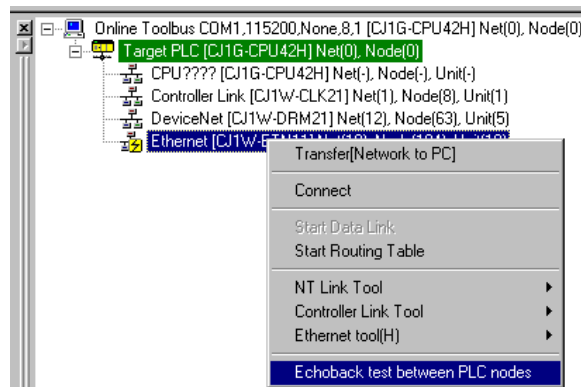 Online Toolbus COM1,115200,None,8,1 [CJ1G-CPU42H] Net(0), Node(0)
Target PLC [CJ1G-CPU42H] Net(0), Node(0)
CPU???? [CJ1G-CPU42H] Net(-), Node(-), Unit(-)
Controller Link [CJ1W-CLK21] Net(1), Node(8), Unit(1)
DeviceNet [CJ1W-DRM21] Net(12), Node(63), Unit(5)
Ethernet [CJ1W-ETN11]
Transfer[Network to PC]
Connect
Start Data Link
Start Routing Table
NT Link Tool
Controller Link Tool
Ethernet tool(H)
Echoback test between PLC nodes